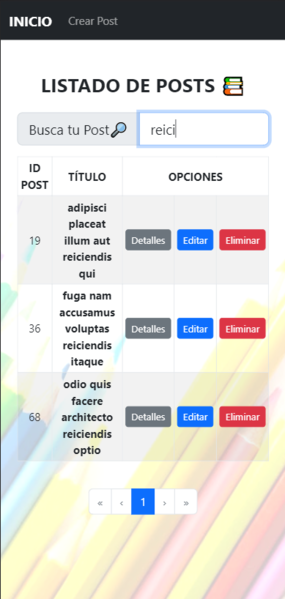 INICIO Crear Post
LISTADO DE POSTS
Busca tu Post reici
ID POST TÍTULO OPCIONES
19 adipisci placeat illum aut reiciendis qui Detalles Editar Eliminar
36 fuga nam accusamus voluptas reiciendis itaque Detalles Editar Eliminar
68 odio quis facere architecto reiciendis optio Detalles Editar Eliminar
« ‹ 1 › »